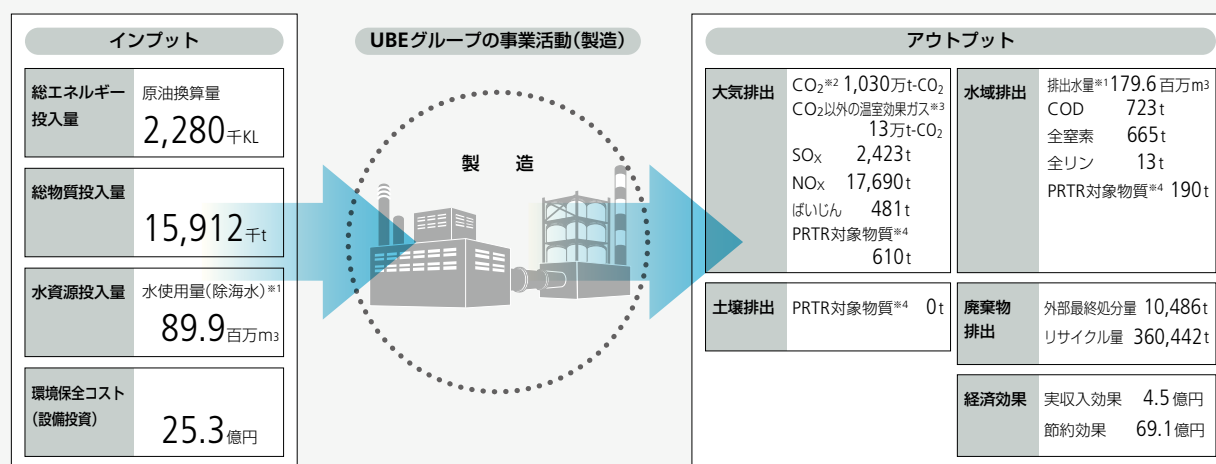 インプット
総エネルギー
投入量
原油換算量
2,280千KL
総物質投入量
15,912千t
水資源投入量
水使用量(除海水)※1
89.9百万m3
環境保全コスト
(設備投資)
25.3億円
UBEグループの事業活動(製造)
製 造
アウトプット
大気排出
CO2※2 1,030万t-CO2
CO2以外の温室効果ガス※3
13万t-CO2
SOX 2,423t
NOX 17,690t
ばいじん 481t
PRTR対象物質※4
610t
水域排出
排出水量※1 179.6百万m3
COD 723t
全窒素 665t
全リン 13t
PRTR対象物質※4 190t
土壌排出
PRTR対象物質※4 0t
廃棄物
排出
外部最終処分量 10,486t
リサイクル量 360,442t
経済効果
実収入効果 4.5億円
節約効果 69.1億円